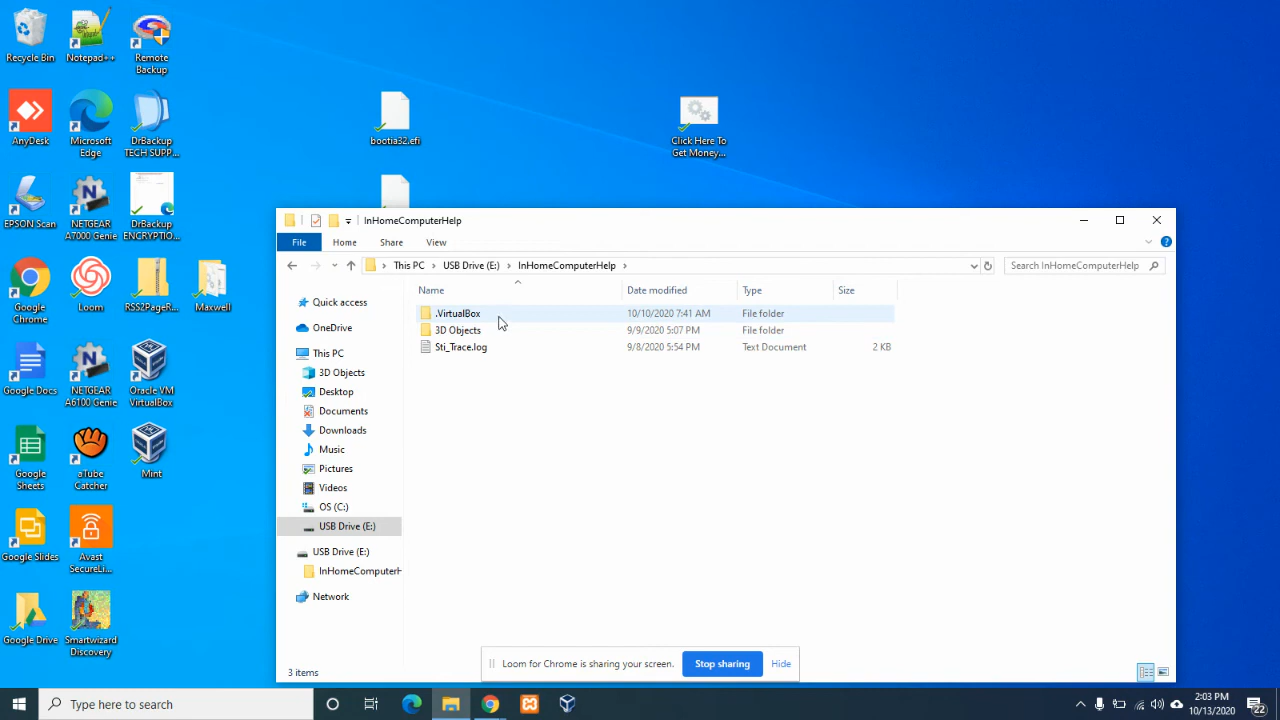 Recycle Bin
Notepad++
Remote
Backup
AnyDesk
Microsoft
Edge
DrBackup
TECH SUPP...
bootia32.efi
Click Here To
Get Money...
EPSON Scan
NETGEAR
A7000 Genie
DrBackup
ENCRYPTIO...
Google
Chrome
Loom
RSS2PageR...
Maxwell
Google Docs
NETGEAR
A6100 Genie
Oracle VM
VirtualBox
Google
Sheets
aTube
Catcher
Mint
Google Slides
Avast
SecureLi...
Google Drive
Smartwizard
Discovery
InHomeComputerHelp
File Home Share View
This PC > USB Drive (E:) > InHomeComputerHelp >
Search InHomeComputerHelp
Name Date modified Type Size
.VirtualBox 10/10/2020 7:41 AM File folder
3D Objects 9/9/2020 5:07 PM File folder
Sti_Trace.log 9/8/2020 5:54 PM Text Document 2 KB
Quick access
OneDrive
This PC
3D Objects
Desktop
Documents
Downloads
Music
Pictures
Videos
OS (C:)
USB Drive (E:)
USB Drive (E:)
InHomeComputerH
Network
3 items
Loom for Chrome is sharing your screen. Stop sharing Hide
Type here to search
2:03 PM
10/13/2020
22